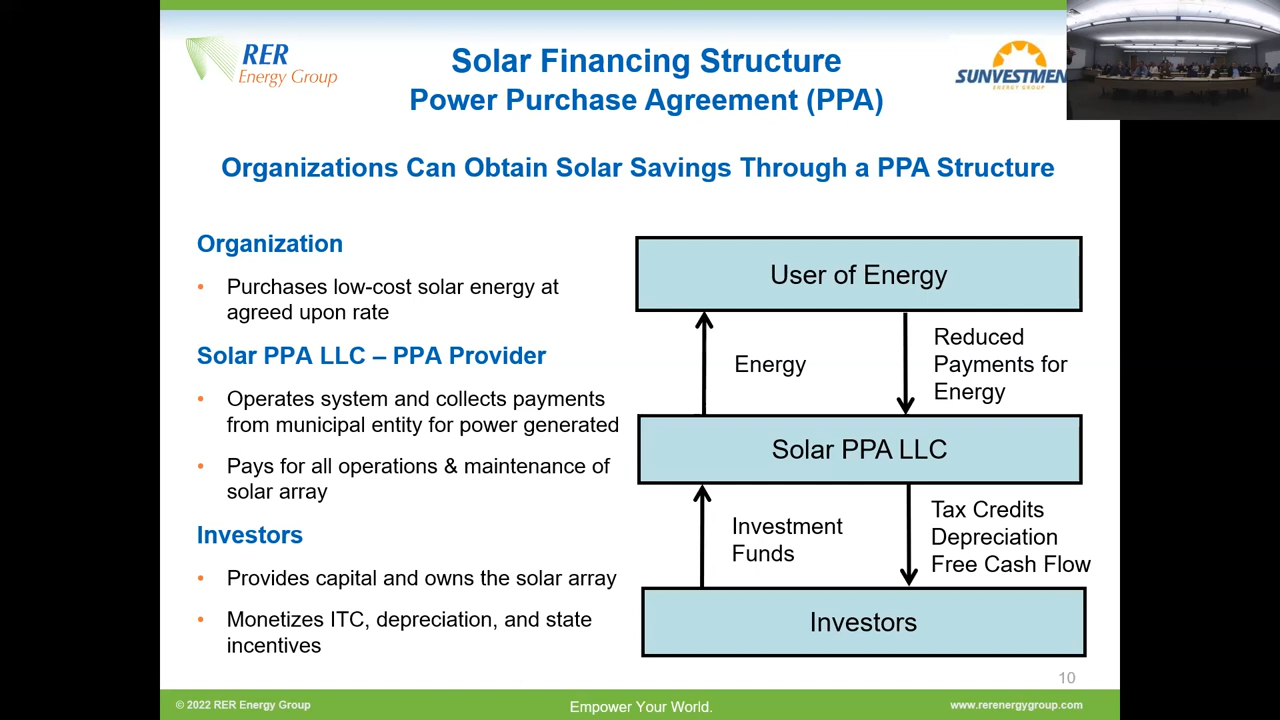 RER
Energy Group
Solar Financing Structure
Power Purchase Agreement (PPA)
SUNVESTMEN
ENERGY GROUP
Organizations Can Obtain Solar Savings Through a PPA Structure
Organization
• Purchases low-cost solar energy at
agreed upon rate
Solar PPA LLC – PPA Provider
• Operates system and collects payments
from municipal entity for power generated
• Pays for all operations & maintenance of
solar array
Investors
• Provides capital and owns the solar array
• Monetizes ITC, depreciation, and state
incentives
User of Energy
Energy
Reduced
Payments for
Energy
Solar PPA LLC
Investment
Funds
Tax Credits
Depreciation
Free Cash Flow
Investors
10
© 2022 RER Energy Group
Empower Your World.
www.rerenergygroup.com